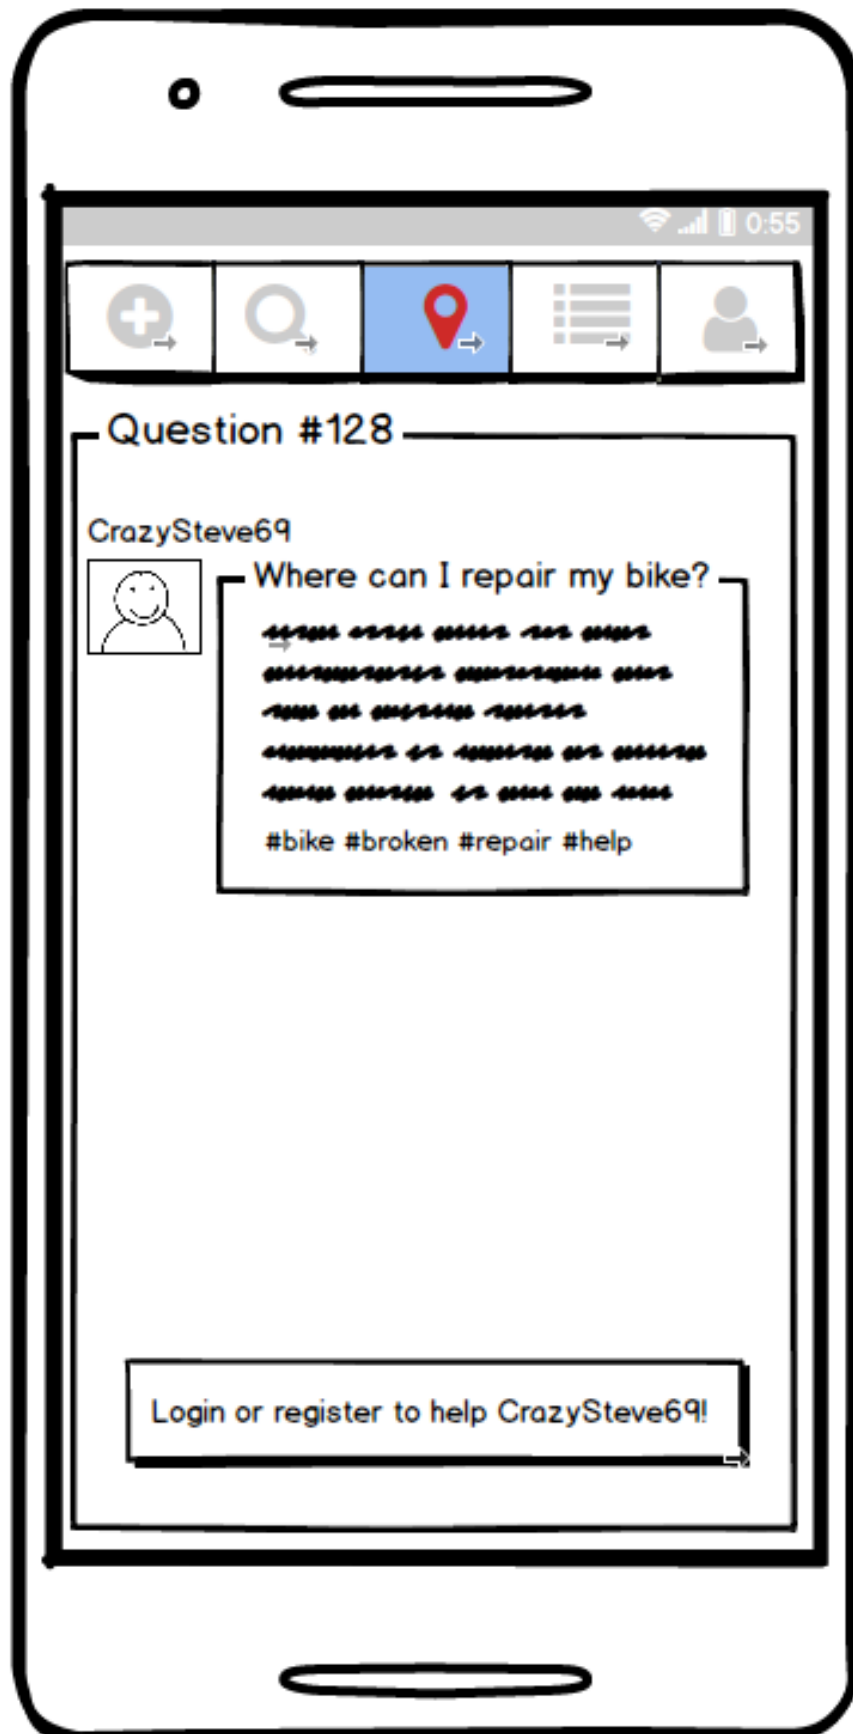 0:55
Question #128
CrazySteve69
Where can I repair my bike?
#bike #broken #repair #help
Login or register to help CrazySteve69!